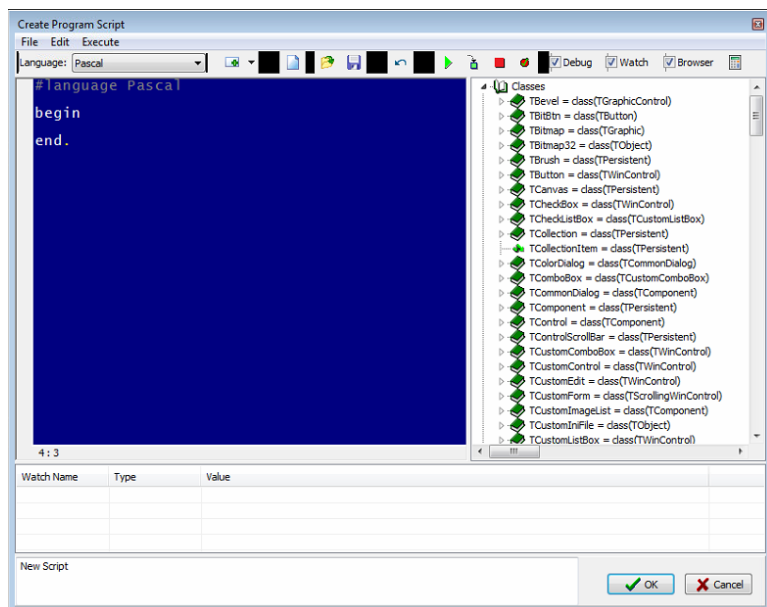 Create Program Script
File Edit Execute
Language: Pascal Debug Watch Browser
#language Pascal
begin
end.
4:3
Classes
TBevel = class(TGraphicControl)
TBitBtn = class(TButton)
TBitmap = class(TGraphic)
TBitmap32 = class(TObject)
TBrush = class(TPersistent)
TButton = class(TWinControl)
TCanvas = class(TPersistent)
TCheckBox = class(TWinControl)
TCheckListBox = class(TCustomListBox)
TCollection = class(TPersistent)
TCollectionItem = class(TPersistent)
TColorDialog = class(TCommonDialog)
TComboBox = class(TCustomComboBox)
TCommonDialog = class(TComponent)
TComponent = class(TPersistent)
TControl = class(TComponent)
TControlScrollBar = class(TPersistent)
TCustomComboBox = class(TWinControl)
TCustomControl = class(TWinControl)
TCustomEdit = class(TWinControl)
TCustomForm = class(TScrollingWinControl)
TCustomImageList = class(TComponent)
TCustomIniFile = class(TObject)
TCustomListBox = class(TWinControl)
Watch Name Type Value
New Script
OK Cancel